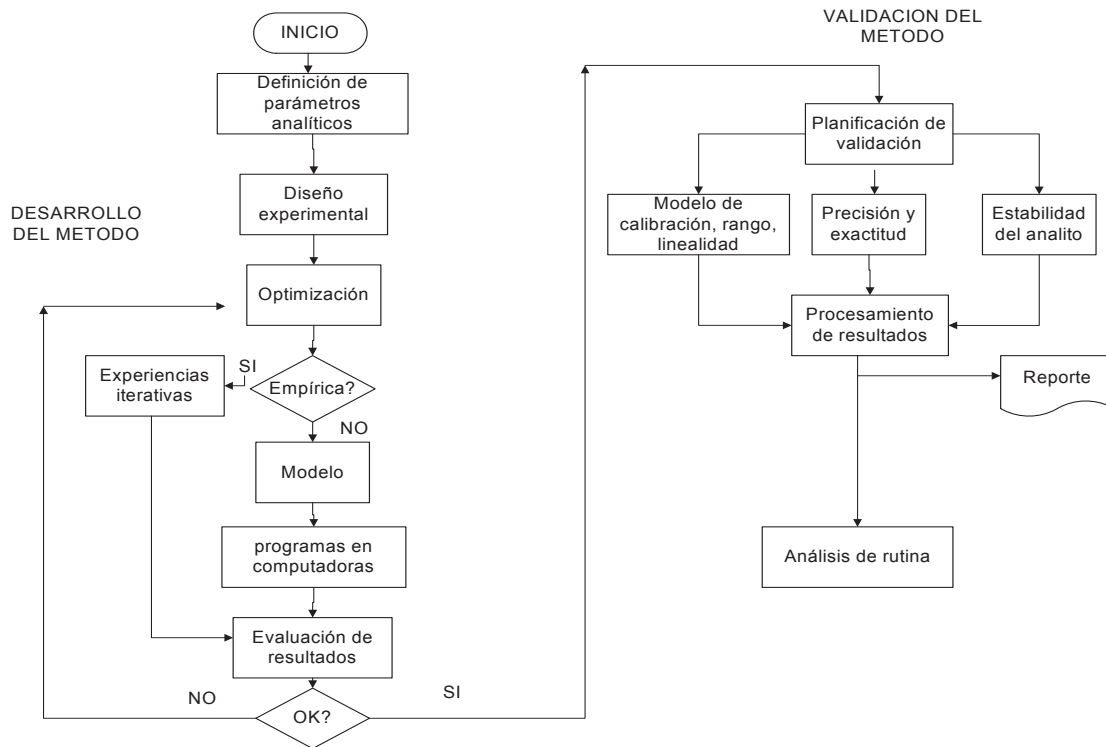 INICIO
Definición de
parámetros
analíticos
Diseño
experimental
DESARROLLO
DEL METODO
Optimización
SI
Experiencias
iterativas
Empírica?
NO
Modelo
programas en
computadoras
Evaluación de
resultados
NO
SI
OK?
VALIDACION DEL
METODO
Planificación de
validación
Modelo de
calibración, rango,
linealidad
Precisión y
exactitud
Estabilidad
del analito
Procesamiento
de resultados
Reporte
Análisis de rutina